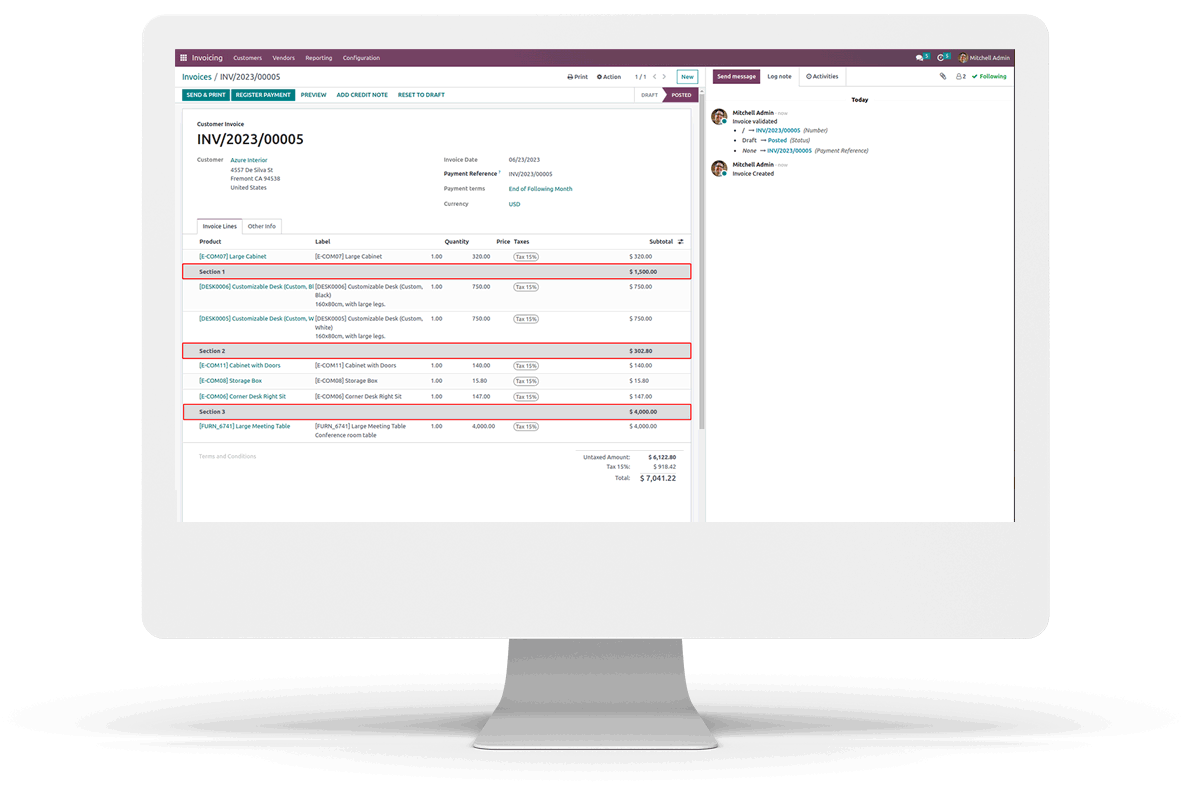 Invoicing Customers Vendors Reporting Configuration 5 5 Mitchell Admin
Invoices / INV/2023/00005 Print Action 1 / 1 New
SEND & PRINT REGISTER PAYMENT PREVIEW ADD CREDIT NOTE RESET TO DRAFT DRAFT POSTED
Customer Invoice
INV/2023/00005
Customer Azure Interior
4557 De Silva St
Fremont CA 94538
United States
Invoice Date 06/23/2023
Payment Reference ? INV/2023/00005
Payment terms End of Following Month
Currency USD
Invoice Lines Other Info
Product Label Quantity Price Taxes Subtotal
[E-COM07] Large Cabinet [E-COM07] Large Cabinet 1.00 320.00 Tax 15% $ 320.00
Section 1 $ 1,500.00
[DESK0006] Customizable Desk (Custom, Bl [DESK0006] Customizable Desk (Custom, 1.00 750.00 Tax 15% $ 750.00
Black)
160x80cm, with large legs.
[DESK0005] Customizable Desk (Custom, W [DESK0005] Customizable Desk (Custom, 1.00 750.00 Tax 15% $ 750.00
White)
160x80cm, with large legs.
Section 2 $ 302.80
[E-COM11] Cabinet with Doors [E-COM11] Cabinet with Doors 1.00 140.00 Tax 15% $ 140.00
[E-COM08] Storage Box [E-COM08] Storage Box 1.00 15.80 Tax 15% $ 15.80
[E-COM06] Corner Desk Right Sit [E-COM06] Corner Desk Right Sit 1.00 147.00 Tax 15% $ 147.00
Section 3 $ 4,000.00
[FURN_6741] Large Meeting Table [FURN_6741] Large Meeting Table 1.00 4,000.00 Tax 15% $ 4,000.00
Conference room table
Terms and Conditions
Untaxed Amount: $ 6,122.80
Tax 15%: $ 918.42
Total: $ 7,041.22
Send message Log note Activities 2 Following
Today
Mitchell Admin - now
Invoice validated
/ → INV/2023/00005 (Number)
Draft → Posted (Status)
None → INV/2023/00005 (Payment Reference)
Mitchell Admin - now
Invoice Created